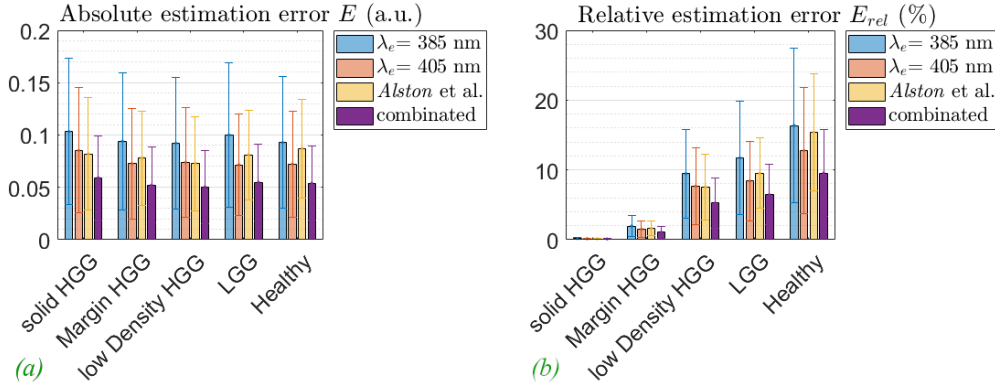 Absolute estimation error E (a.u.)
0.2
0.15
0.1
0.05
0
λe= 385 nm
λe= 405 nm
Alston et al.
combinated
solid HGG
Margin HGG
low Density HGG
LGG
Healthy
(a)
Relative estimation error Erel (%)
30
20
10
0
λe= 385 nm
λe= 405 nm
Alston et al.
combinated
solid HGG
Margin HGG
low Density HGG
LGG
Healthy
(b)